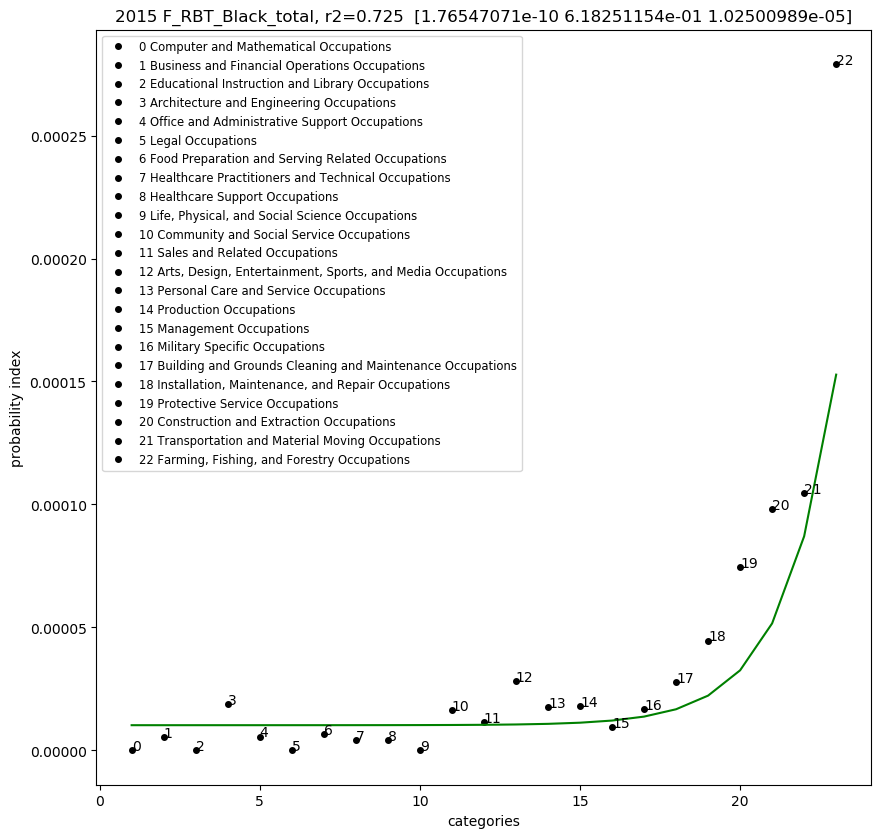 2015 F_RBT_Black_total, r2=0.725  [1.76547071e-10 6.18251154e-01 1.02500989e-05]
0 Computer and Mathematical Occupations
1 Business and Financial Operations Occupations
2 Educational Instruction and Library Occupations
3 Architecture and Engineering Occupations
4 Office and Administrative Support Occupations
5 Legal Occupations
6 Food Preparation and Serving Related Occupations
7 Healthcare Practitioners and Technical Occupations
8 Healthcare Support Occupations
9 Life, Physical, and Social Science Occupations
10 Community and Social Service Occupations
11 Sales and Related Occupations
12 Arts, Design, Entertainment, Sports, and Media Occupations
13 Personal Care and Service Occupations
14 Production Occupations
15 Management Occupations
16 Military Specific Occupations
17 Building and Grounds Cleaning and Maintenance Occupations
18 Installation, Maintenance, and Repair Occupations
19 Protective Service Occupations
20 Construction and Extraction Occupations
21 Transportation and Material Moving Occupations
22 Farming, Fishing, and Forestry Occupations
probability index
0.00025
0.00020
0.00015
0.00010
0.00005
0.00000
0
1
2
3
4
5
6
7
8
9
10
11
12
13
14
15
16
17
18
19
20
21
22
0 5 10 15 20
categories